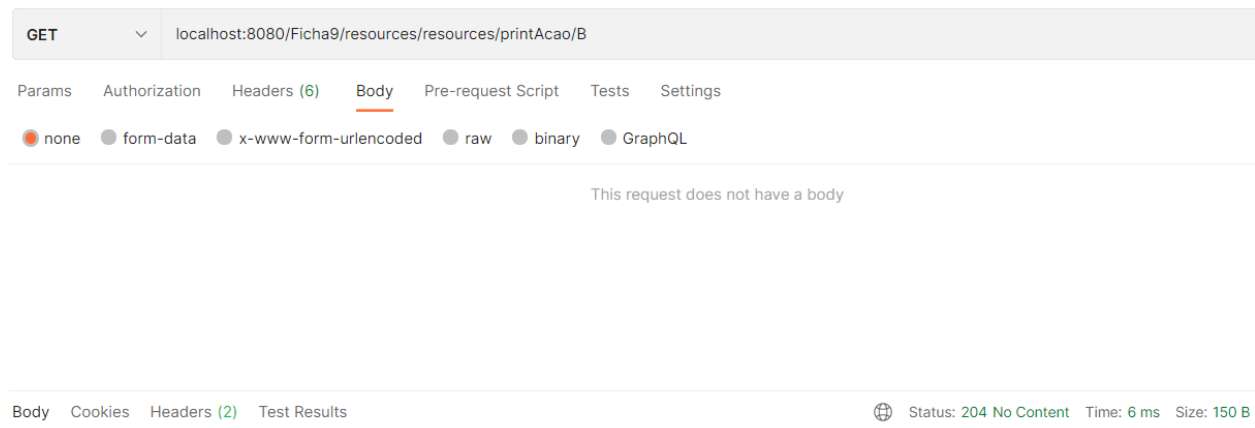 GET localhost:8080/Ficha9/resources/resources/printAcao/B
Params Authorization Headers (6) Body Pre-request Script Tests Settings
none form-data x-www-form-urlencoded raw binary GraphQL
This request does not have a body
Body Cookies Headers (2) Test Results Status: 204 No Content Time: 6 ms Size: 150 B